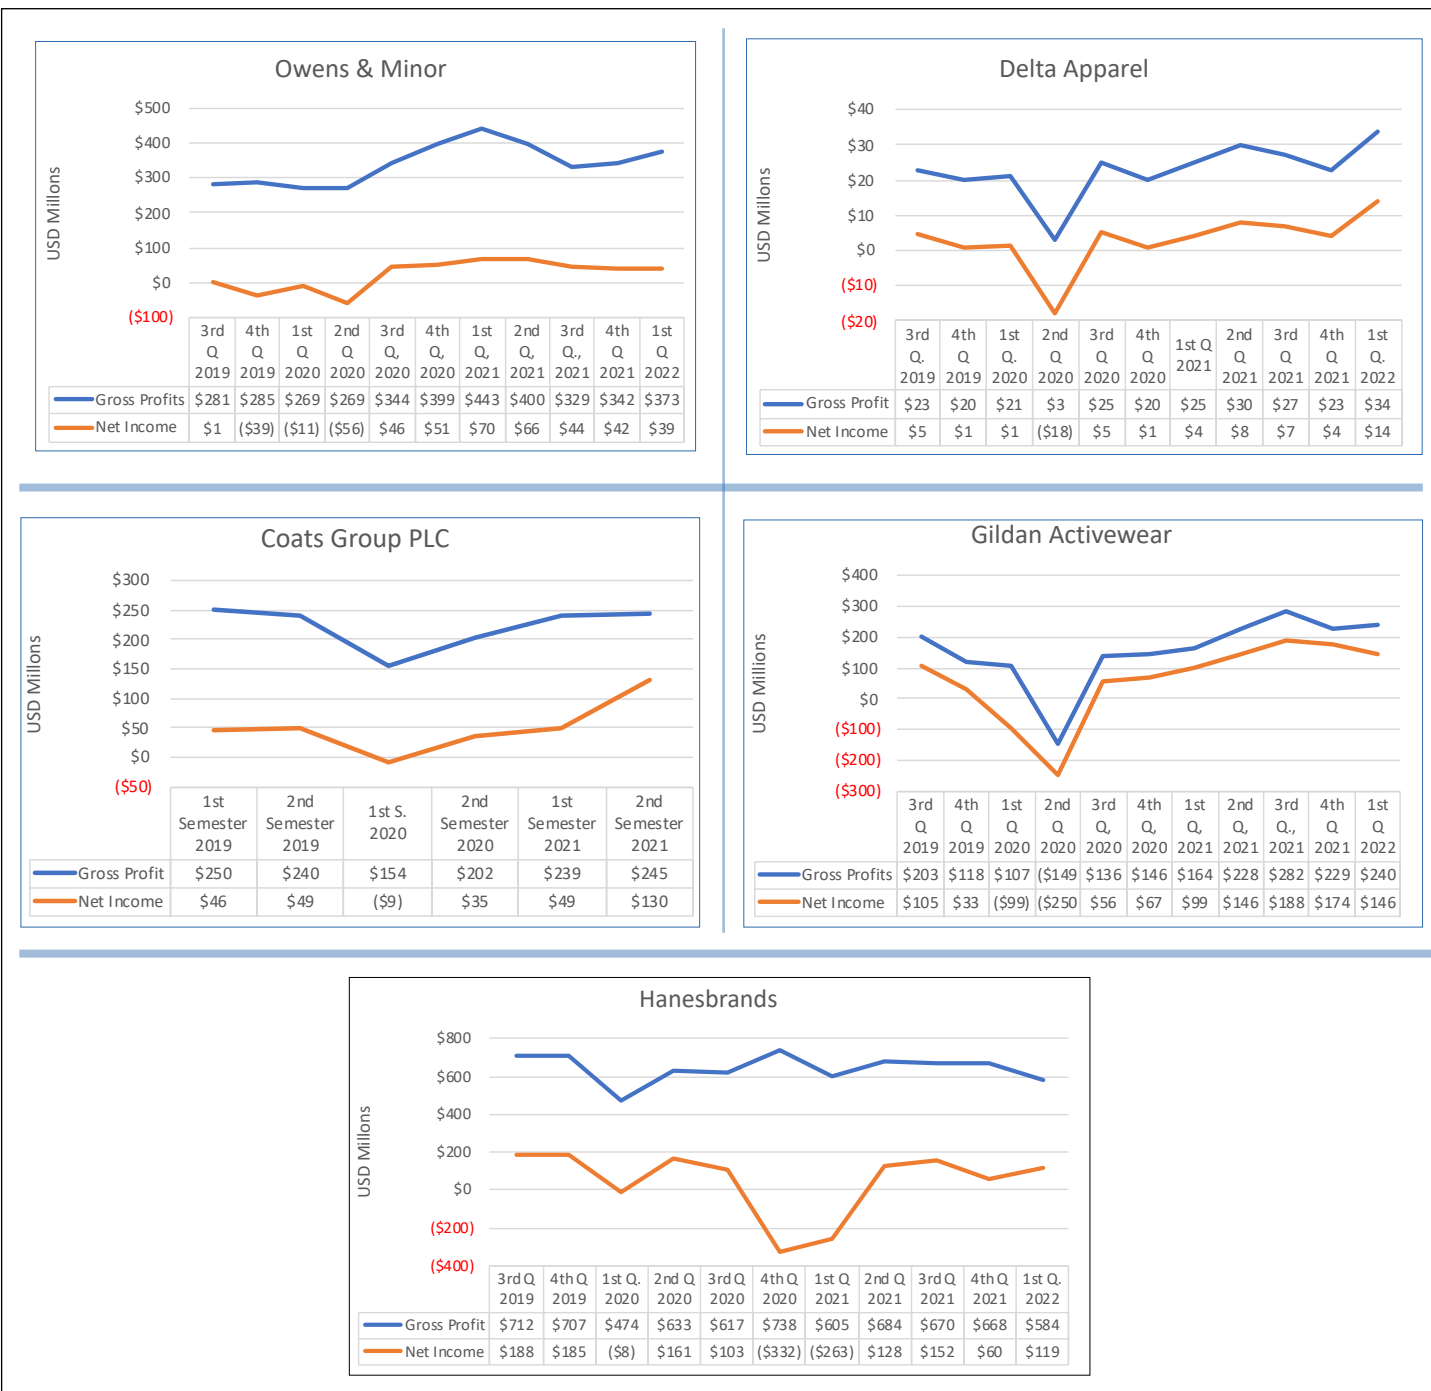 Owens & Minor
$500
$400
$300
$200
$100
$0
($100)
USD Millons
3rd Q 2019 4th Q 2019 1st Q 2020 2nd Q 2020 3rd Q, 2020 4th Q, 2020 1st Q, 2021 2nd Q 2021 3rd Q., 2021 4th Q 2021 1st Q 2022
Gross Profits $281 $285 $269 $269 $344 $399 $443 $400 $329 $342 $373
Net Income $1 ($39) ($11) ($56) $46 $51 $70 $66 $44 $42 $39
Delta Apparel
$40
$30
$20
$10
$0
($10)
($20)
USD Millons
3rd Q. 2019 4th Q 2019 1st Q. 2020 2nd Q 2020 3rd Q 2020 4th Q 2020 1st Q 2021 2nd Q 2021 3rd Q 2021 4th Q 2021 1st Q. 2022
Gross Profit $23 $20 $21 $3 $25 $20 $25 $30 $27 $23 $34
Net Income $5 $1 $1 ($18) $5 $1 $4 $8 $7 $4 $14
Coats Group PLC
$300
$250
$200
$150
$100
$50
$0
($50)
USD Millons
1st Semester 2019 2nd Semester 2019 1st S. 2020 2nd Semester 2020 1st Semester 2021 2nd Semester 2021
Gross Profit $250 $240 $154 $202 $239 $245
Net Income $46 $49 ($9) $35 $49 $130
Gildan Activewear
$400
$300
$200
$100
$0
($100)
($200)
($300)
USD Millions
3rd Q 2019 4th Q 2019 1st Q 2020 2nd Q 2020 3rd Q, 2020 4th Q, 2020 1st Q, 2021 2nd Q, 2021 3rd Q., 2021 4th Q 2021 1st Q 2022
Gross Profits $203 $118 $107 ($149 $136 $146 $164 $228 $282 $229 $240
Net Income $105 $33 ($99) ($250 $56 $67 $99 $146 $188 $174 $146
Hanesbrands
$800
$600
$400
$200
$0
($200)
($400)
USD Millons
3rd Q 2019 4th Q 2019 1st Q. 2020 2nd Q 2020 3rd Q 2020 4th Q 2020 1st Q 2021 2nd Q 2021 3rd Q 2021 4th Q 2021 1st Q. 2022
Gross Profit $712 $707 $474 $633 $617 $738 $605 $684 $670 $668 $584
Net Income $188 $185 ($8) $161 $103 ($332) ($263) $128 $152 $60 $119